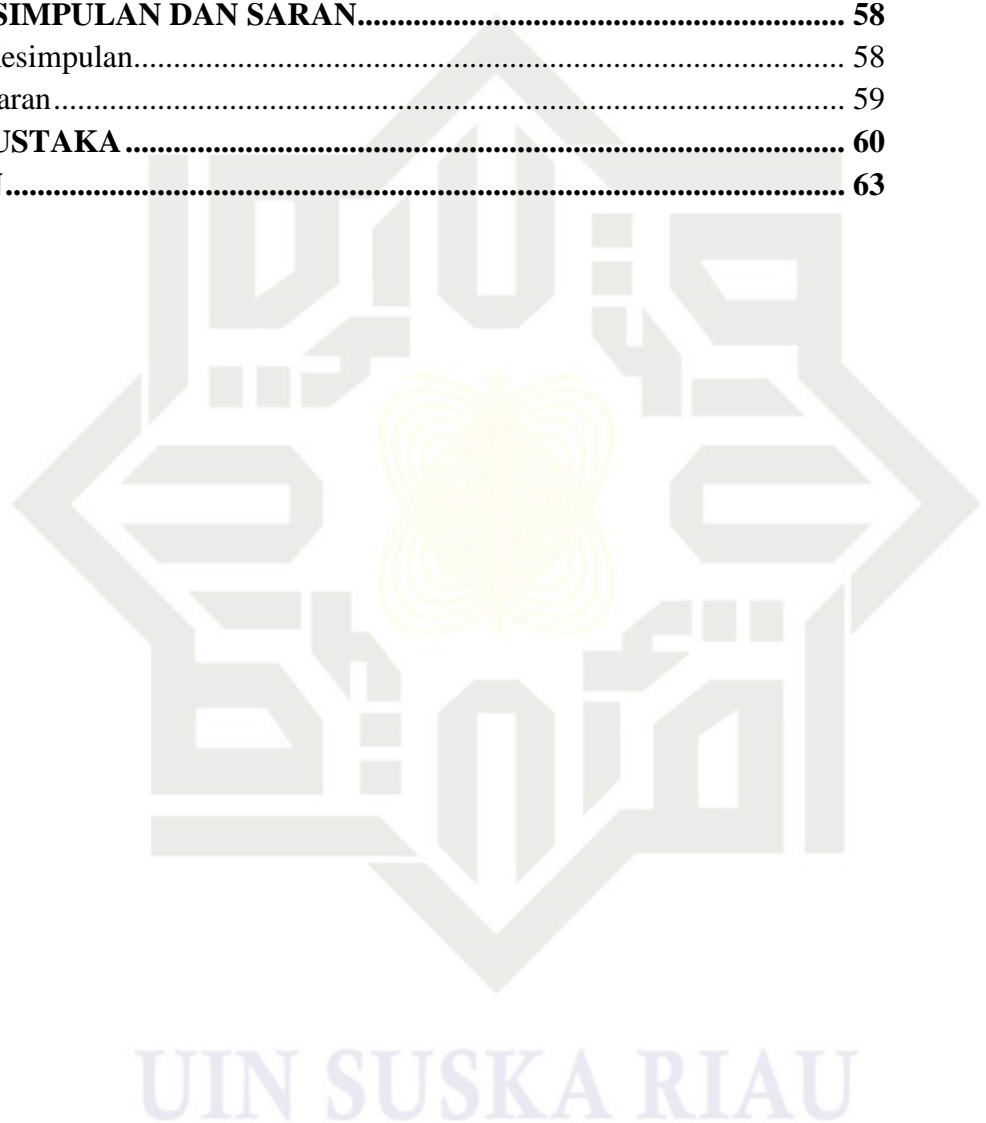 SIMPULAN DAN SARAN.......................................................................... 58
esimpulan.......................................................................................................... 58
aran.................................................................................................................... 59
USTAKA ............................................................................................................ 60
.............................................................................................................................. 63
UIN SUSKA RIAU